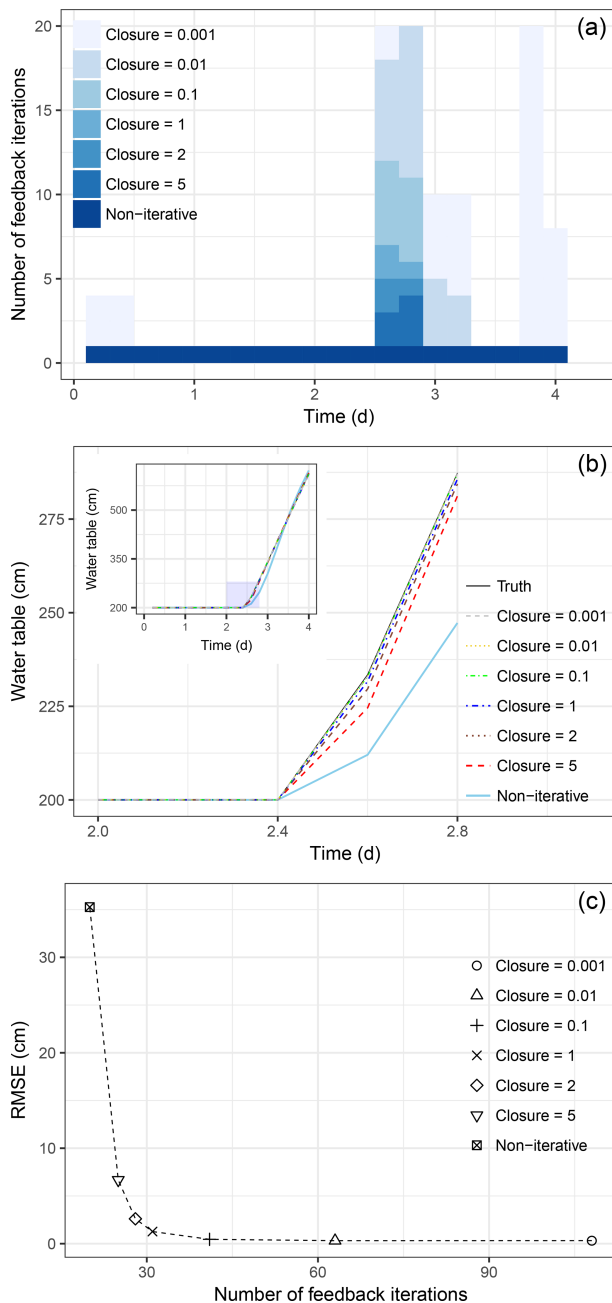 (a)
20
15
10
5
0
Number of feedback iterations
Closure = 0.001
Closure = 0.01
Closure = 0.1
Closure = 1
Closure = 2
Closure = 5
Non−iterative
0 1 2 3 4
Time (d)
(b)
275
250
225
200
Water table (cm)
500
350
200
Water table (cm)
0 1 2 3 4
Time (d)
Truth
Closure = 0.001
Closure = 0.01
Closure = 0.1
Closure = 1
Closure = 2
Closure = 5
Non−iterative
2.0 2.4 2.8
Time (d)
(c)
30
20
10
0
RMSE (cm)
Closure = 0.001
Closure = 0.01
Closure = 0.1
Closure = 1
Closure = 2
Closure = 5
Non−iterative
30 60 90
Number of feedback iterations